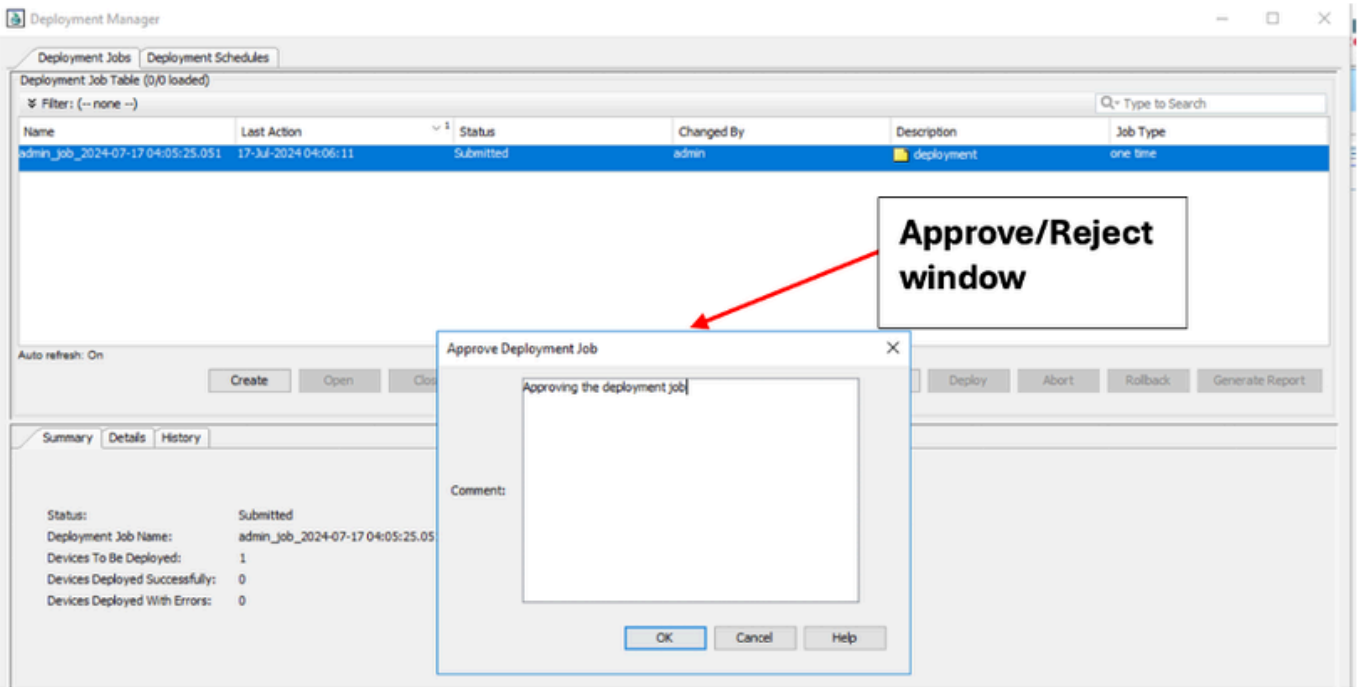 Deployment Manager
Deployment Jobs Deployment Schedules
Deployment Job Table (0/0 loaded)
Filter: (-- none --)
Type to Search
Name Last Action 1 Status Changed By Description Job Type
admin_job_2024-07-17 04:05:25.051 17-Jul-2024 04:06:11 Submitted admin deployment one time
Approve/Reject
window
Auto refresh: On
Approve Deployment Job
Create Open Clos Deploy Abort Rollback Generate Report
Approving the deployment job
Summary Details History
Comment:
Status: Submitted
Deployment Job Name: admin_job_2024-07-17 04:05:25.05
Devices To Be Deployed: 1
Devices Deployed Successfully: 0
Devices Deployed With Errors: 0
OK Cancel Help